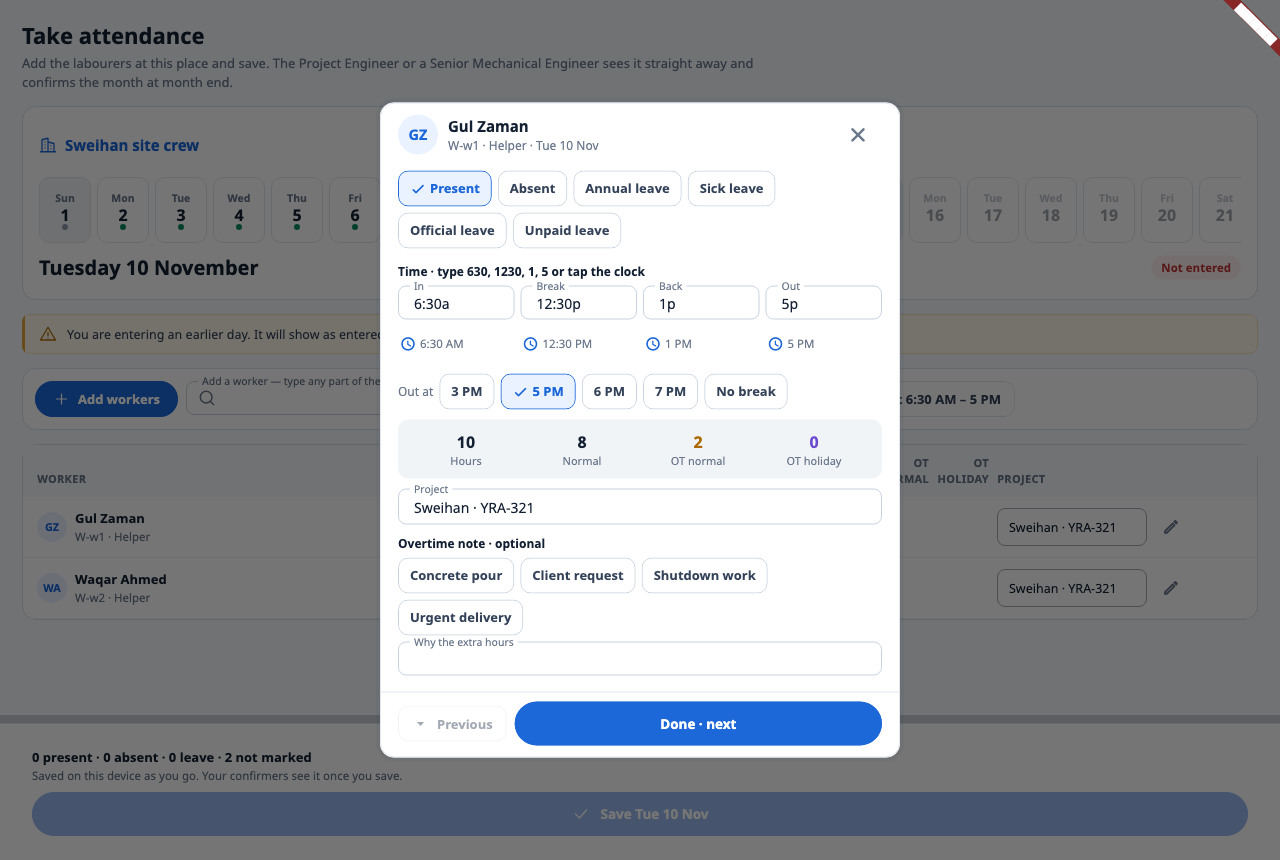 Take attendance
Add the labourers at this place and save. The Project Engineer or a Senior Mechanical Engineer sees it straight away and
confirms the month at month end.
Sweihan site crew
Sun Mon Tue Wed Thu Fri Mon Tue Wed Thu Fri Sat
1 2 3 4 5 6 16 17 18 19 20 21
Tuesday 10 November
Not entered
You are entering an earlier day. It will show as entered
Add workers
Add a worker — type any part of the
: 6:30 AM – 5 PM
WORKER
OT
OT
HOLIDAY
PROJECT
GZ
Gul Zaman
W-w1 · Helper
Sweihan · YRA-321
WA
Waqar Ahmed
W-w2 · Helper
Sweihan · YRA-321
GZ
Gul Zaman
W-w1 · Helper · Tue 10 Nov
Present
Absent
Annual leave
Sick leave
Official leave
Unpaid leave
Time · type 630, 1230, 1, 5 or tap the clock
In
Break
Back
Out
6:30a
12:30p
1p
5p
6:30 AM
12:30 PM
1 PM
5 PM
Out at
3 PM
5 PM
6 PM
7 PM
No break
10
8
2
0
Hours
Normal
OT normal
OT holiday
Project
Sweihan · YRA-321
Overtime note · optional
Concrete pour
Client request
Shutdown work
Urgent delivery
Why the extra hours
Previous
Done · next
0 present · 0 absent · 0 leave · 2 not marked
Saved on this device as you go. Your confirmers see it once you save.
Save Tue 10 Nov